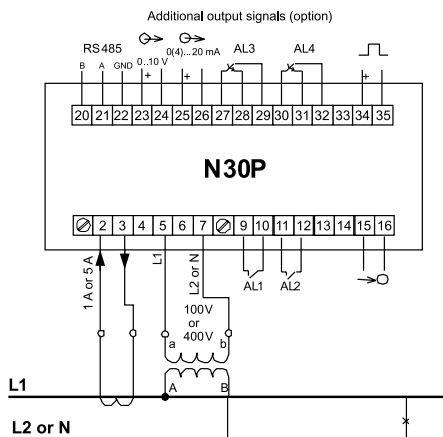 Additional output signals (option)
RS 485
0(4)...20 mA
AL3
AL4
B
A
GND
0..10 V
+
+
+
20 21 22 23 24 25 26 27 28 29 30 31 32 33 34 35
N30P
2 3 4 5 6 7 8 9 10 11 12 13 14 15 16
1 A or 5 A
L1
L2 or N
AL1
AL2
100V
or
400V
a
b
A
B
L1
L2 or N